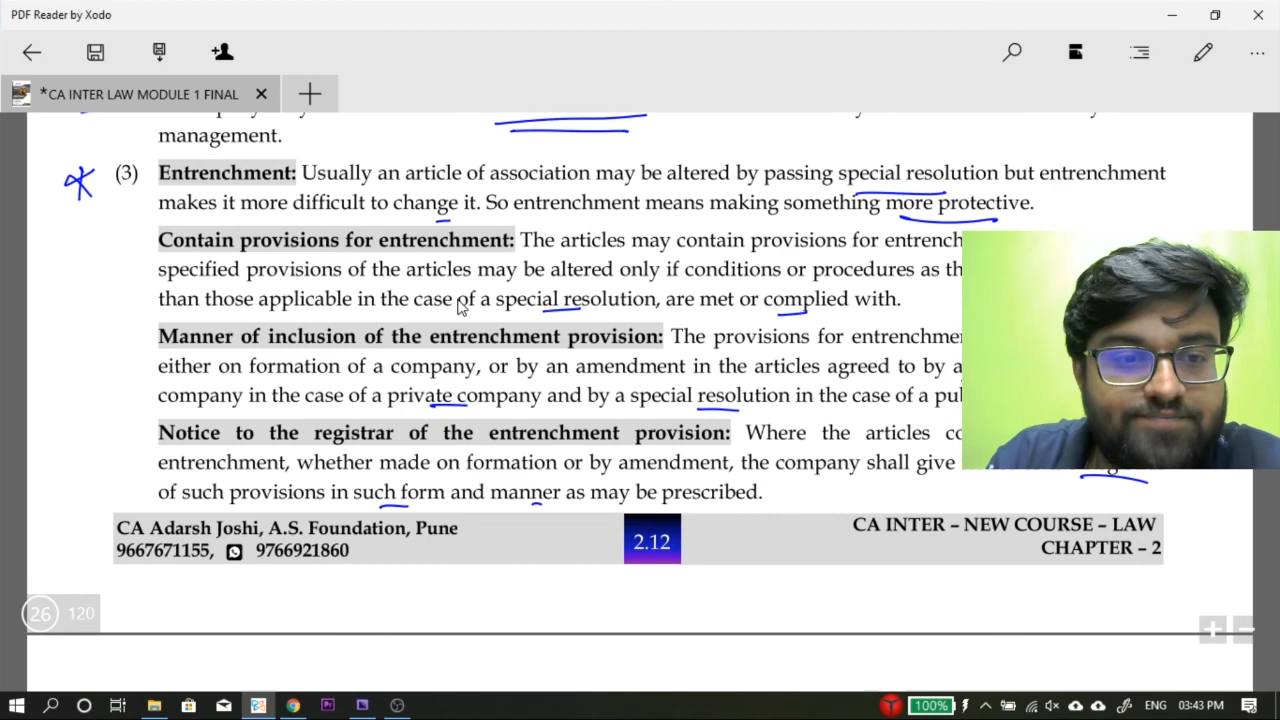 PDF Reader by Xodo
*CA INTER LAW MODULE 1 FINAL
management.
(3) Entrenchment: Usually an article of association may be altered by passing special resolution but entrenchment
makes it more difficult to change it. So entrenchment means making something more protective.
Contain provisions for entrenchment: The articles may contain provisions for
specified provisions of the articles may be altered only if conditions or procedures as
than those applicable in the case of a special resolution, are met or complied with.
Manner of inclusion of the entrenchment provision: The provisions for
either on formation of a company, or by an amendment in the articles agreed to by
company in the case of a private company and by a special resolution in the case of a
Notice to the registrar of the entrenchment provision: Where the articles
entrenchment, whether made on formation or by amendment, the company shall give
of such provisions in such form and manner as may be prescribed.
CA Adarsh Joshi, A.S. Foundation, Pune
9667671155, 9766921860
2.12
CA INTER – NEW COURSE – LAW
CHAPTER – 2
26 120
100% ENG 03:43 PM